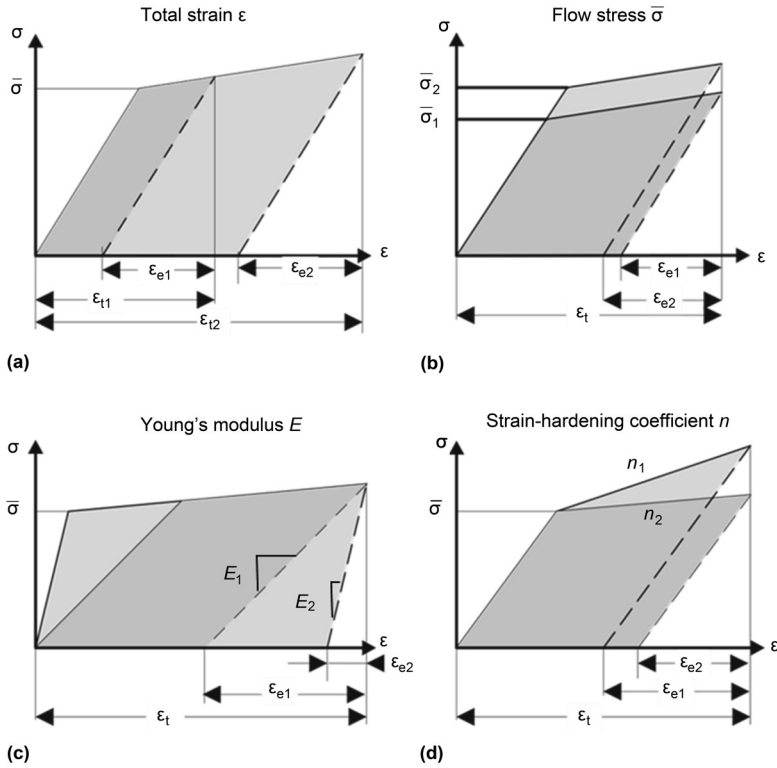 Total strain ε
σ
σ̅
ε
εe1
εe2
εt1
εt2
(a)
Flow stress σ̅
σ
σ̅2
σ̅1
ε
εe1
εe2
εt
(b)
Young's modulus E
σ
σ̅
E1
E2
ε
εe2
εe1
εt
(c)
Strain-hardening coefficient n
σ
n1
σ̅
n2
ε
εe2
εe1
εt
(d)